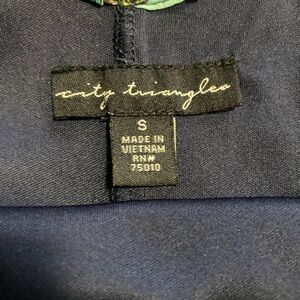 city triangles
S
MADE IN
VIETNAM
RN#
75010